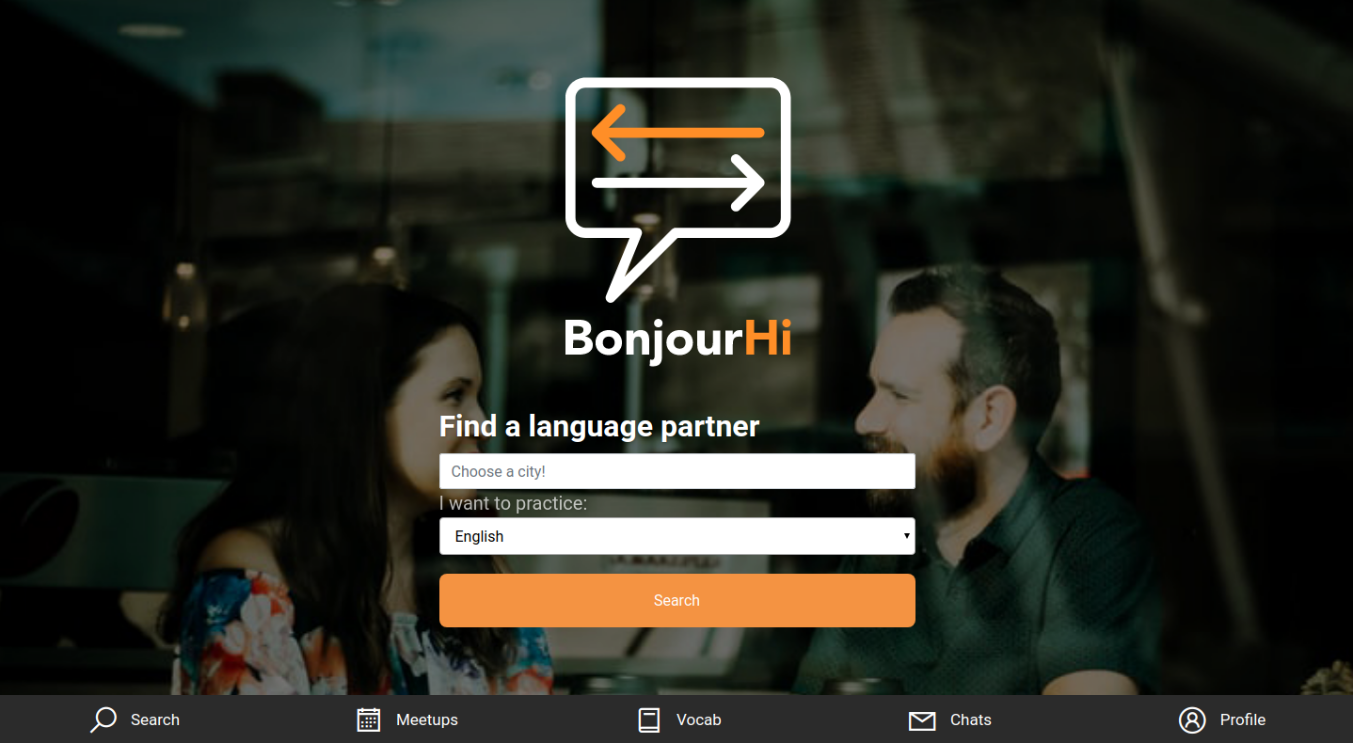 BonjourHi
Find a language partner
Choose a city!
I want to practice:
English
Search
Search
Meetups
Vocab
Chats
Profile